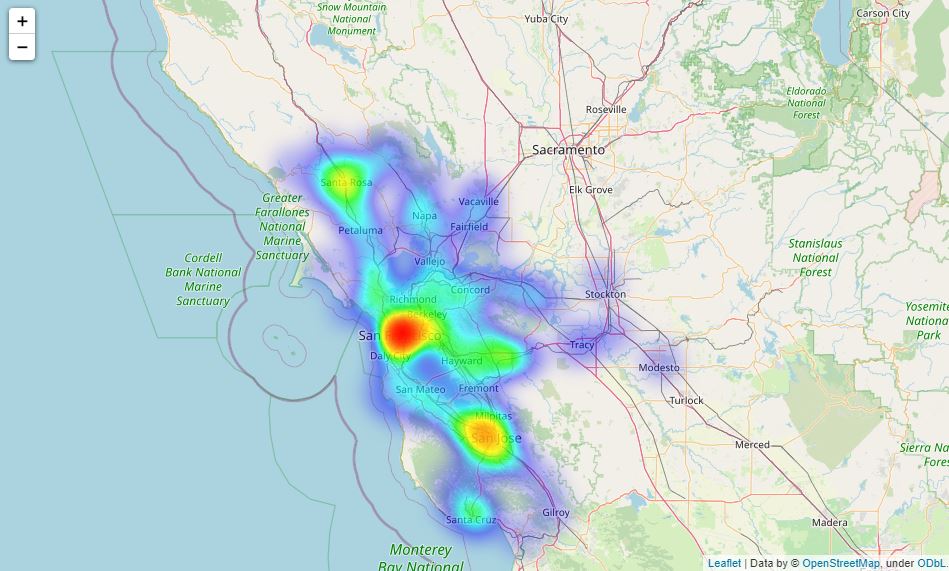 +
−
Snow Mountain
National
Monument
Yuba City
Carson City
Roseville
Eldorado
National
Forest
Sacramento
Elk Grove
Santa Rosa
Greater
Farallones
National
Marine
Sanctuary
Napa
Vacaville
Fairfield
Petaluma
Vallejo
Cordell
Bank National
Marine
Sanctuary
Stanislaus
National
Forest
Concord
Richmond
Stockton
Berkeley
San
sco
Daly City
Hayward
Tracy
Modesto
Yosemite
Nationa
Park
San Mateo
Fremont
Turlock
Milpitas
San Jose
Merced
Sierra Na
Fores
Santa Cruz
Gilroy
Madera
Monterey
Bay National
Leaflet | Data by © OpenStreetMap, under ODbL.